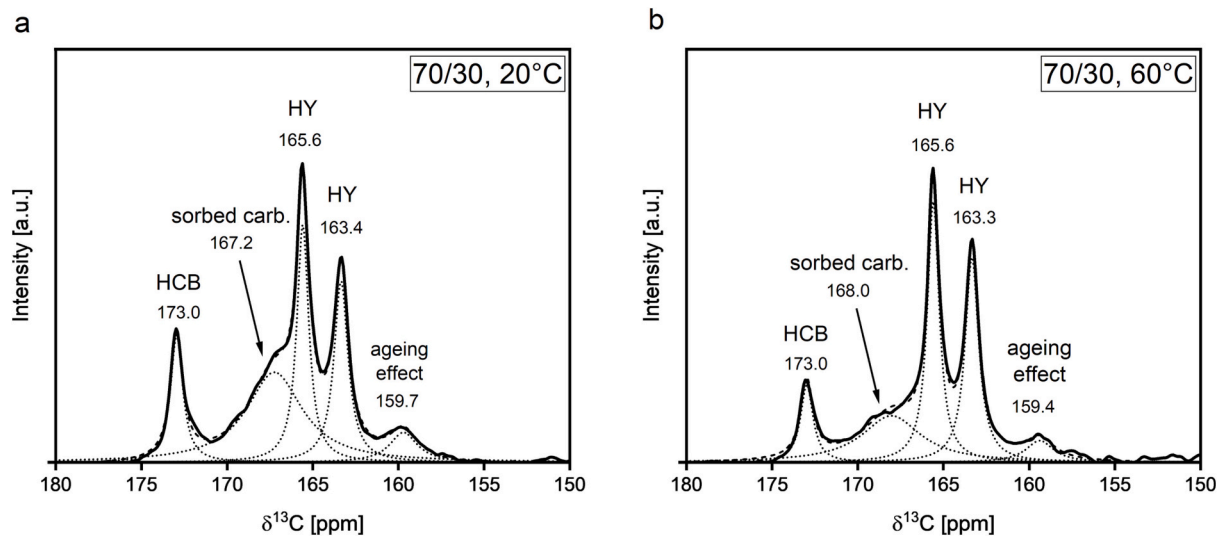 a
70/30, 20°C
HY
165.6
HY
163.4
sorbed carb.
167.2
HCB
173.0
ageing
effect
159.7
Intensity [a.u.]
180
175
170
165
160
155
150
δ¹³C [ppm]
b
70/30, 60°C
HY
165.6
HY
163.3
sorbed carb.
168.0
HCB
173.0
ageing
effect
159.4
Intensity [a.u.]
180
175
170
165
160
155
150
δ¹³C [ppm]